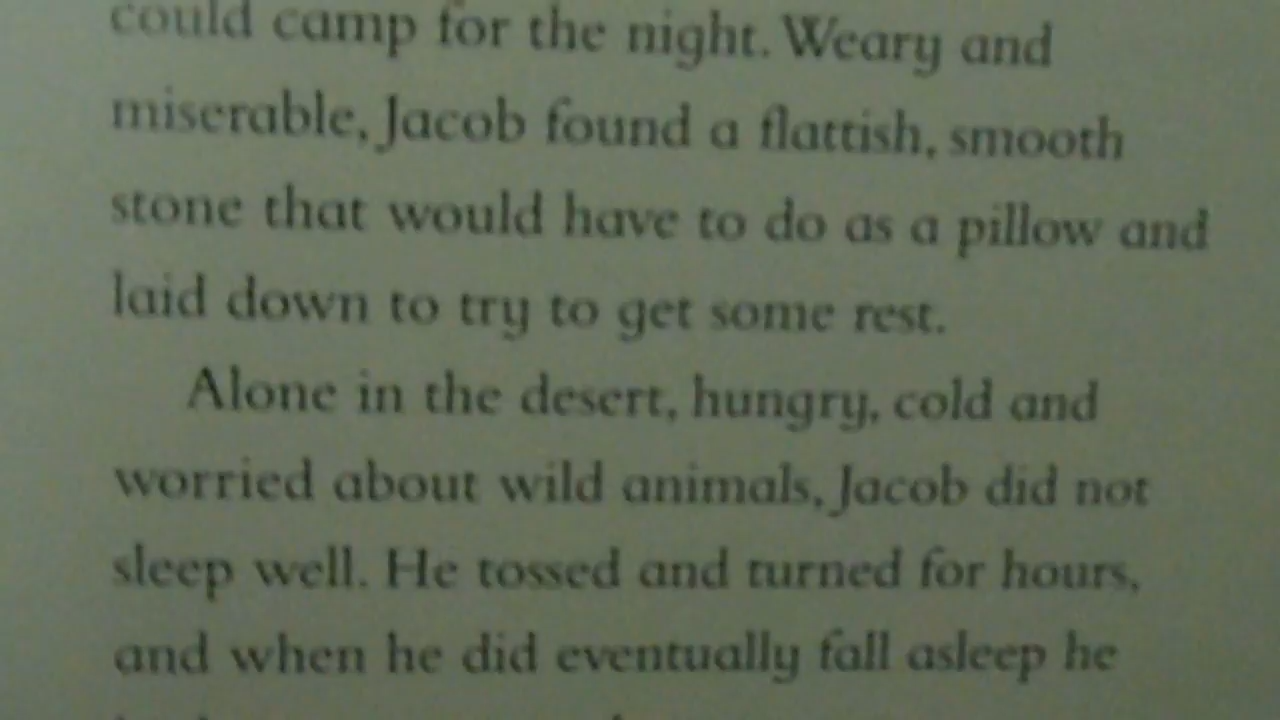 could camp for the night. Weary and
miserable, Jacob found a flattish, smooth
stone that would have to do as a pillow and
laid down to try to get some rest.
Alone in the desert, hungry, cold and
worried about wild animals, Jacob did not
sleep well. He tossed and turned for hours,
and when he did eventually fall asleep he